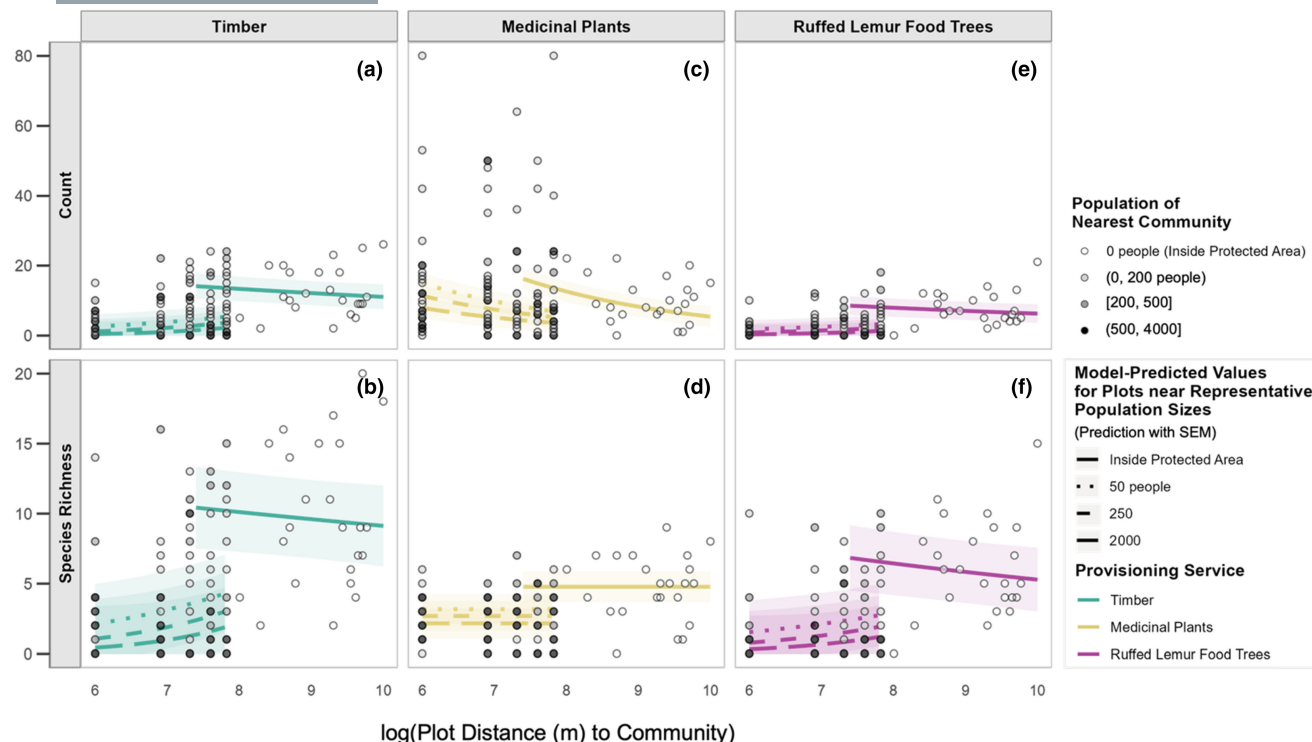 Timber
Medicinal Plants
Ruffed Lemur Food Trees
(a)
(c)
(e)
80
60
40
20
0
Count
(b)
(d)
(f)
20
15
10
5
0
Species Richness
6 7 8 9 10
6 7 8 9 10
6 7 8 9 10
log(Plot Distance (m) to Community)
Population of
Nearest Community
0 people (Inside Protected Area)
(0, 200 people)
[200, 500]
(500, 4000]
Model-Predicted Values
for Plots near Representative
Population Sizes
(Prediction with SEM)
Inside Protected Area
50 people
250
2000
Provisioning Service
Timber
Medicinal Plants
Ruffed Lemur Food Trees